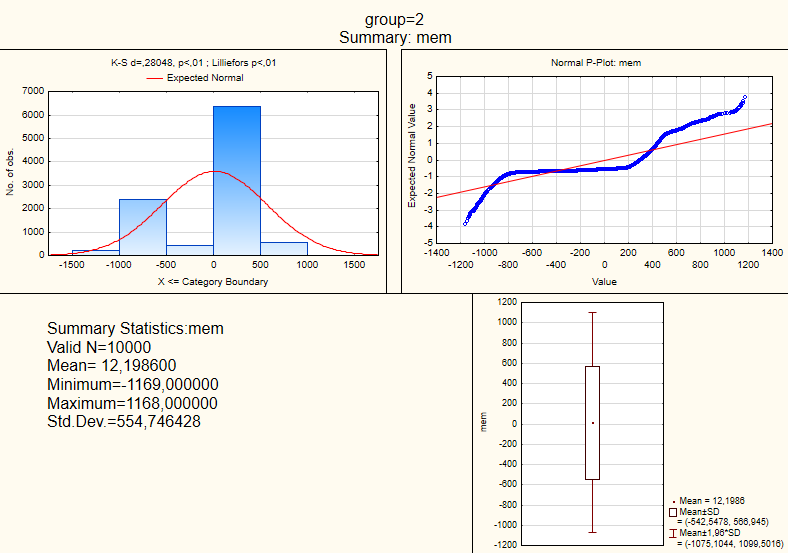 group=2
Summary: mem
K-S d=,28048, p<,01 ; Lilliefors p<,01
Expected Normal
7000
6000
5000
4000
3000
2000
1000
0
No. of obs.
-1500 -1000 -500 0 500 1000 1500
X <= Category Boundary
Normal P-Plot: mem
5
4
3
2
1
0
-1
-2
-3
-4
-5
Expected Normal Value
-1400 -1000 -600 -200 200 600 1000 1400
-1200 -800 -400 0 400 800 1200
Value
Summary Statistics:mem
Valid N=10000
Mean= 12,198600
Minimum=-1169,000000
Maximum=1168,000000
Std.Dev.=554,746428
1200
1000
800
600
400
200
0
-200
-400
-600
-800
-1000
-1200
mem
Mean = 12,1986
Mean±SD
= (-542,5478, 566,945)
Mean±1,96*SD
= (-1075,1044, 1099,5016)